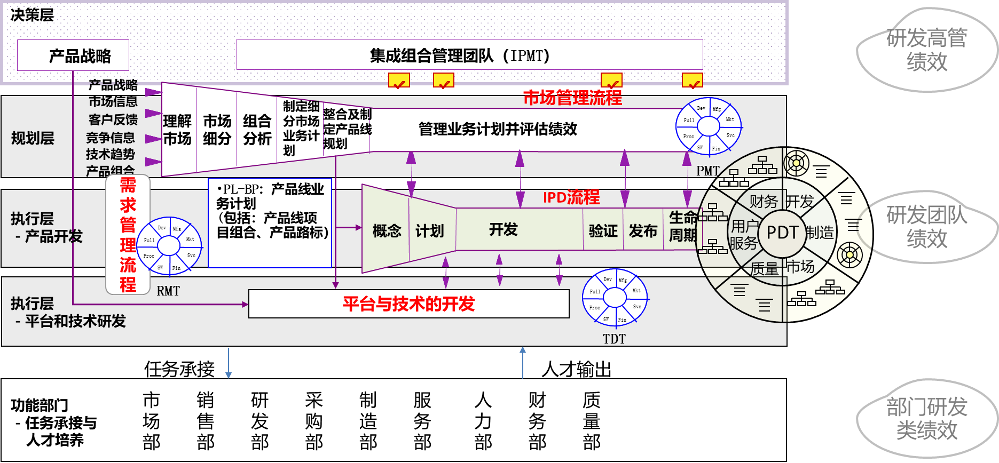 决策层
产品战略
集成组合管理团队（IPMT）
研发高管
绩效
产品战略
市场信息
客户反馈
竞争信息
技术趋势
产品组合
市场管理流程
规划层
理解
市场
市场
细分
组合
分析
制定细
分市场
业务计
划
整合及制
定产品线
规划
管理业务计划并评估绩效
Dev
Mfg
Full
Mkt
Proc
Svc
SW
Fin
PMT
需
求
管
理
流
程
•PL-BP：产品线业
务计划
（包括：产品线项
目组合、产品路标）
IPD流程
执行层
- 产品开发
概念
计划
开发
验证
发布
生命
周期
Dev
Mfg
Full
Mkt
Proc
Svc
SW
Fin
RMT
财务
开发
用户
服务
PDT
制造
质量
市场
研发团队
绩效
执行层
- 平台和技术研发
平台与技术的开发
Dev
Mfg
Full
Mkt
Proc
Svc
SW
Fin
TDT
任务承接
人才输出
功能部门
- 任务承接与
人才培养
市
场
部
销
售
部
研
发
部
采
购
部
制
造
部
服
务
部
人
力
部
财
务
部
质
量
部
部门研发
类绩效